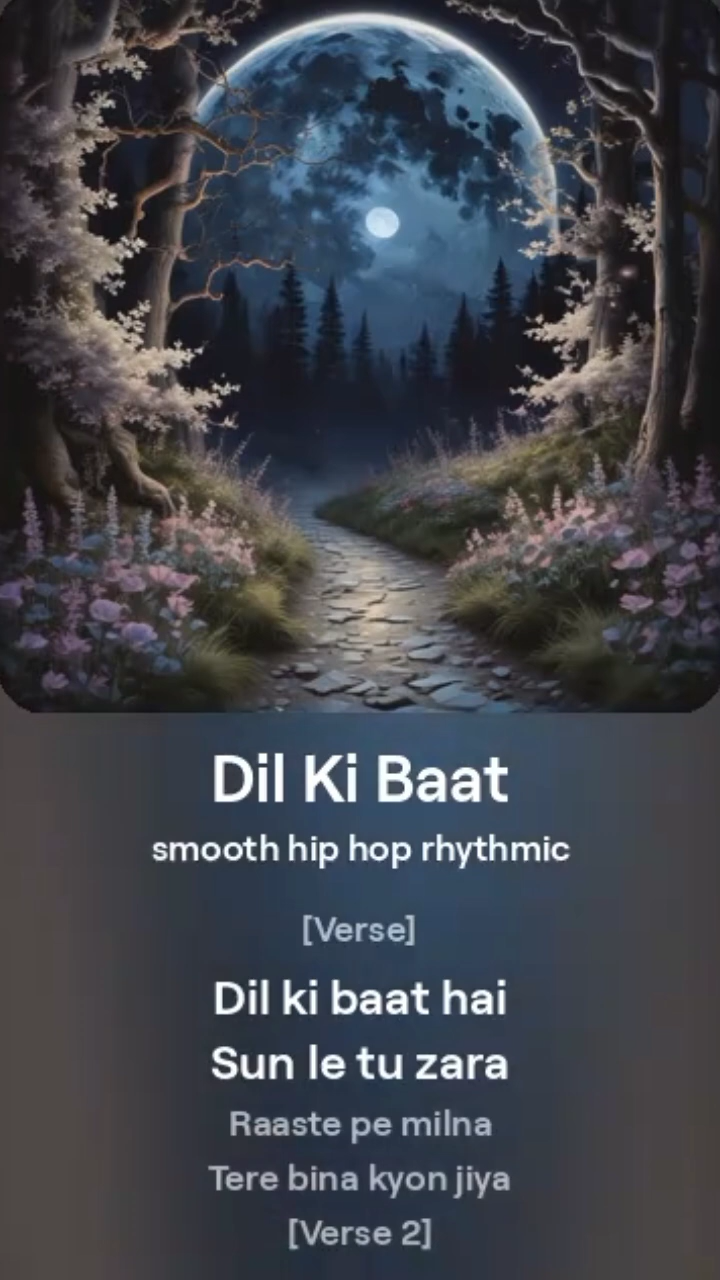 Dil Ki Baat
smooth hip hop rhythmic
[Verse]
Dil ki baat hai
Sun le tu zara
Raaste pe milna
Tere bina kyon jiya
[Verse 2]